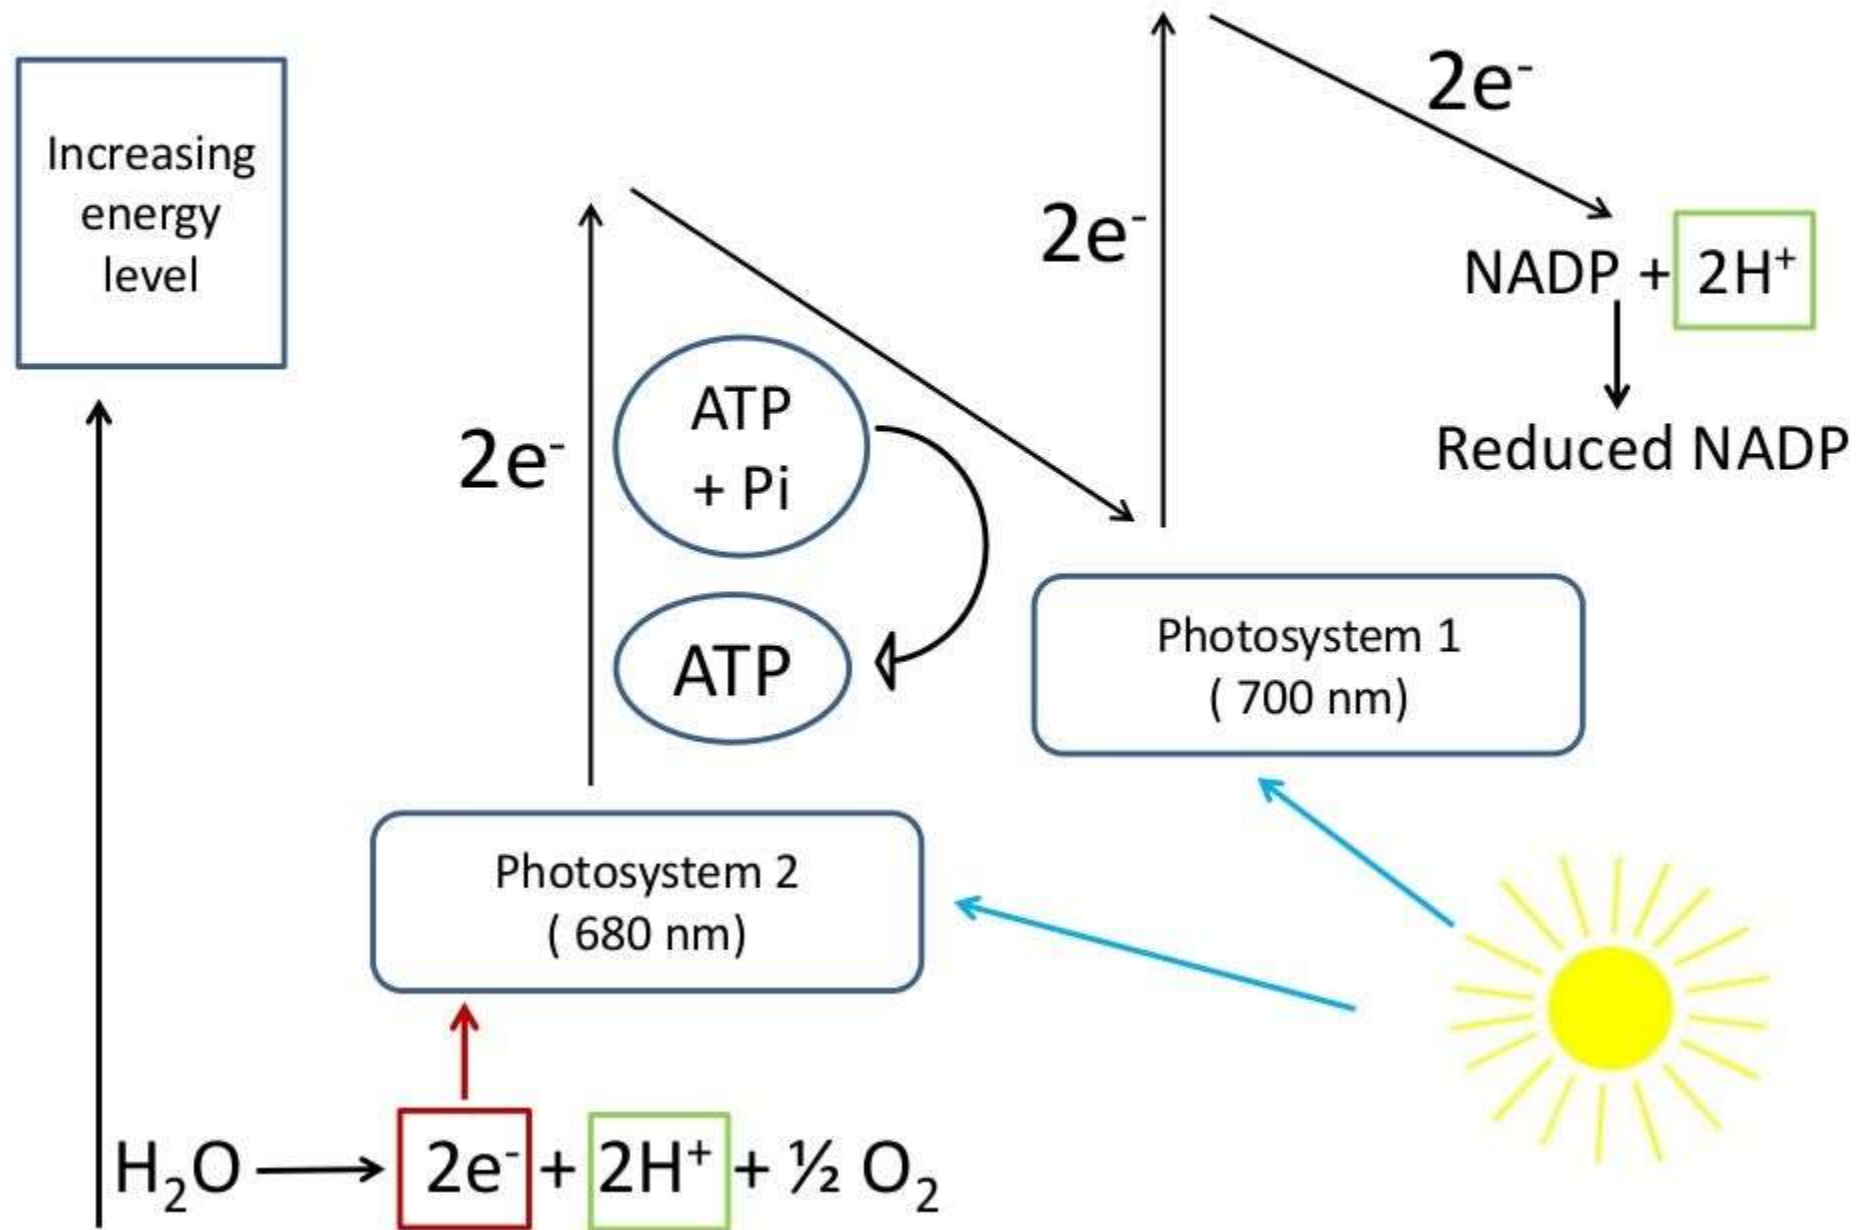 Increasing
energy
level
2e⁻
2e⁻
NADP + 2H⁺
Reduced NADP
2e⁻
ATP
+ Pi
ATP
Photosystem 1
( 700 nm)
Photosystem 2
( 680 nm)
H₂O 2e⁻ + 2H⁺ + ½ O₂